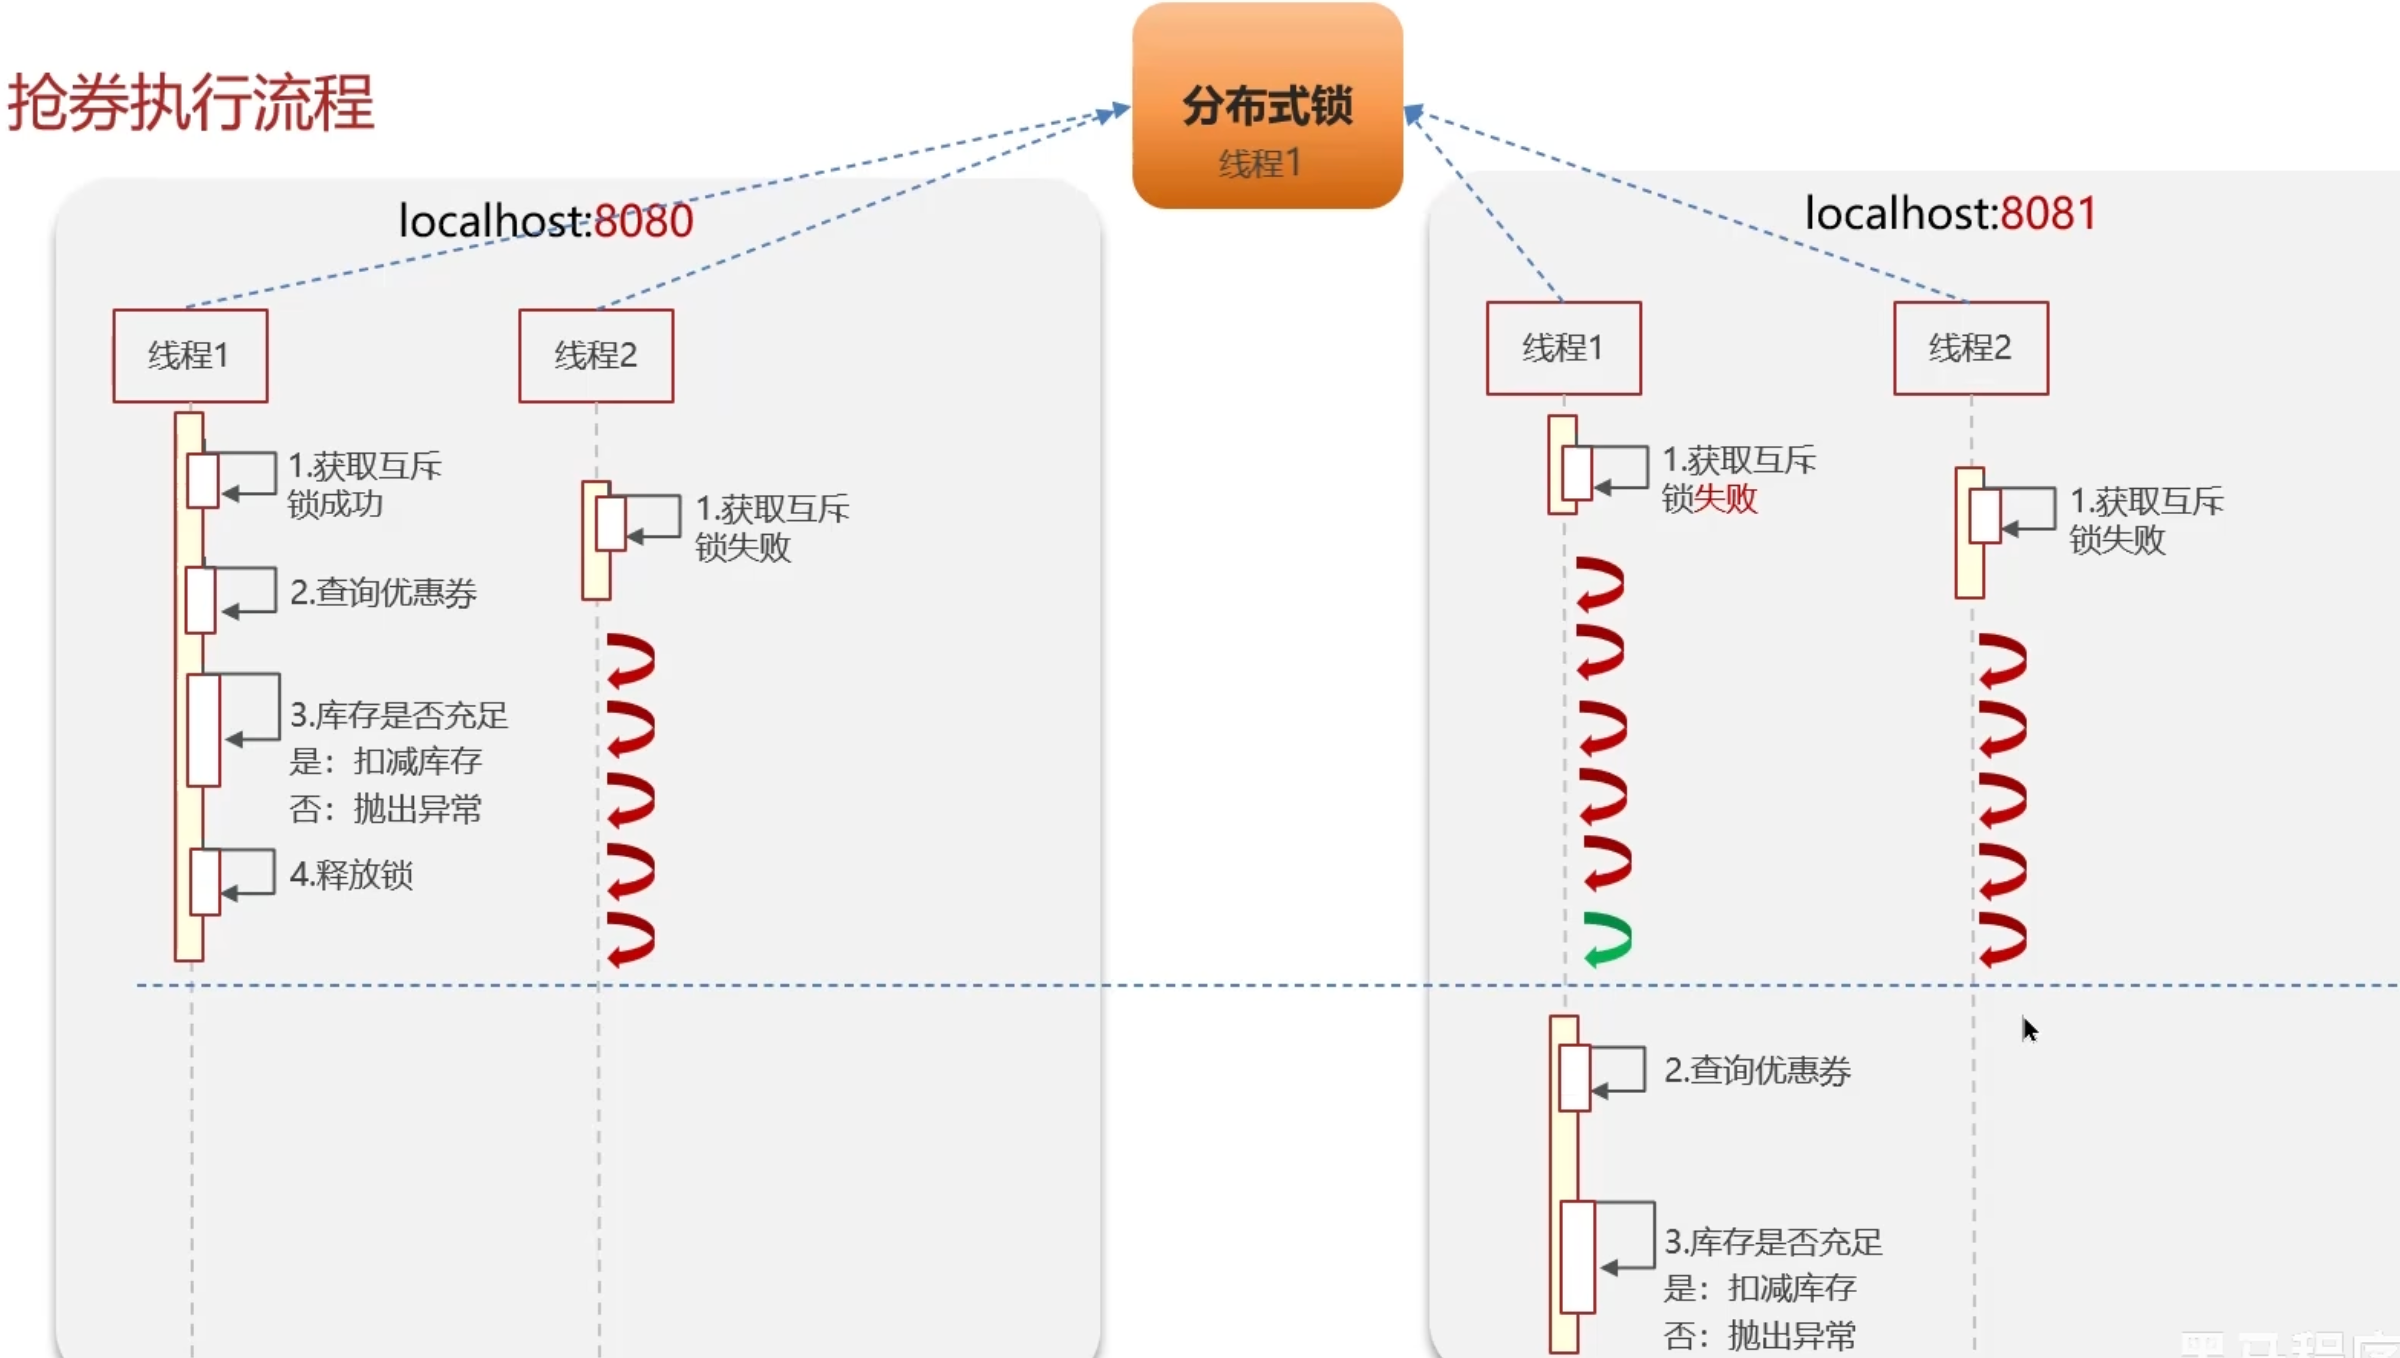 抢券执行流程
分布式锁
线程1
localhost:8080
线程1
线程2
1.获取互斥
锁成功
2.查询优惠券
3.库存是否充足
是：扣减库存
否：抛出异常
4.释放锁
1.获取互斥
锁失败
localhost:8081
线程1
线程2
1.获取互斥
锁失败
1.获取互斥
锁失败
2.查询优惠券
3.库存是否充足
是：扣减库存
否：抛出异常